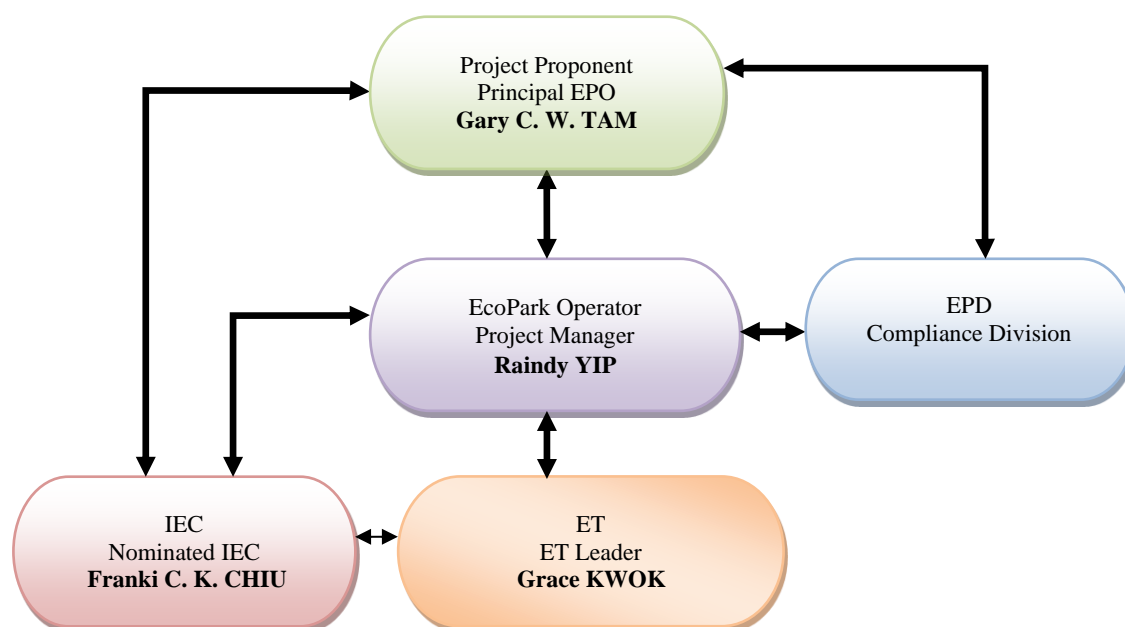 Project Proponent
Principal EPO
Gary C. W. TAM
EcoPark Operator
Project Manager
Raindy YIP
EPD
Compliance Division
IEC
Nominated IEC
Franki C. K. CHIU
ET
ET Leader
Grace KWOK